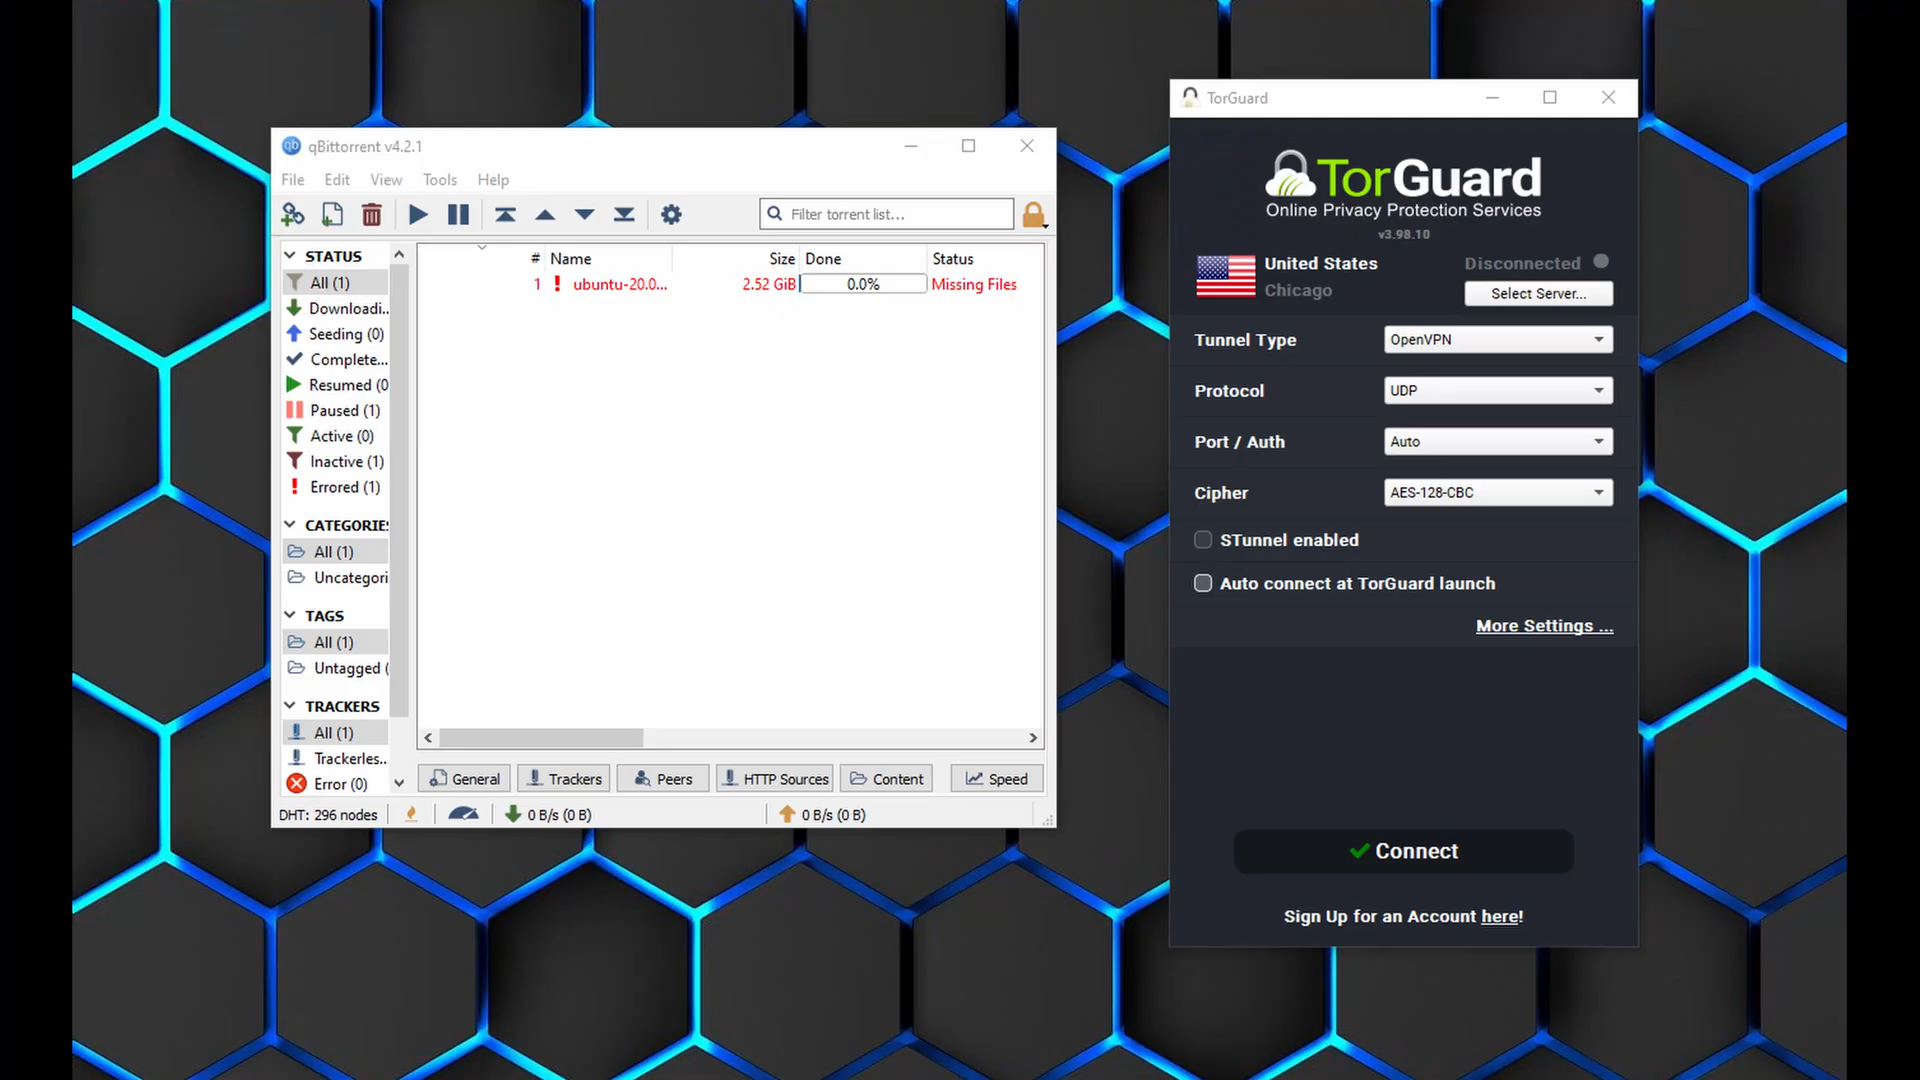 qBittorrent v4.2.1
File Edit View Tools Help
Filter torrent list...
STATUS
All (1)
Downloadi..
Seeding (0)
Complete...
Resumed (0
Paused (1)
Active (0)
Inactive (1)
Errored (1)
CATEGORIES
All (1)
Uncategori
TAGS
All (1)
Untagged (
TRACKERS
All (1)
Trackerles...
Error (0)
# Name Size Done Status
1 ubuntu-20.0... 2.52 GiB 0.0% Missing Files
General Trackers Peers HTTP Sources Content Speed
DHT: 296 nodes 0 B/s (0 B) 0 B/s (0 B)
TorGuard
TorGuard
Online Privacy Protection Services
v3.98.10
United States Disconnected
Chicago Select Server...
Tunnel Type OpenVPN
Protocol UDP
Port / Auth Auto
Cipher AES-128-CBC
STunnel enabled
Auto connect at TorGuard launch
More Settings ...
Connect
Sign Up for an Account here!